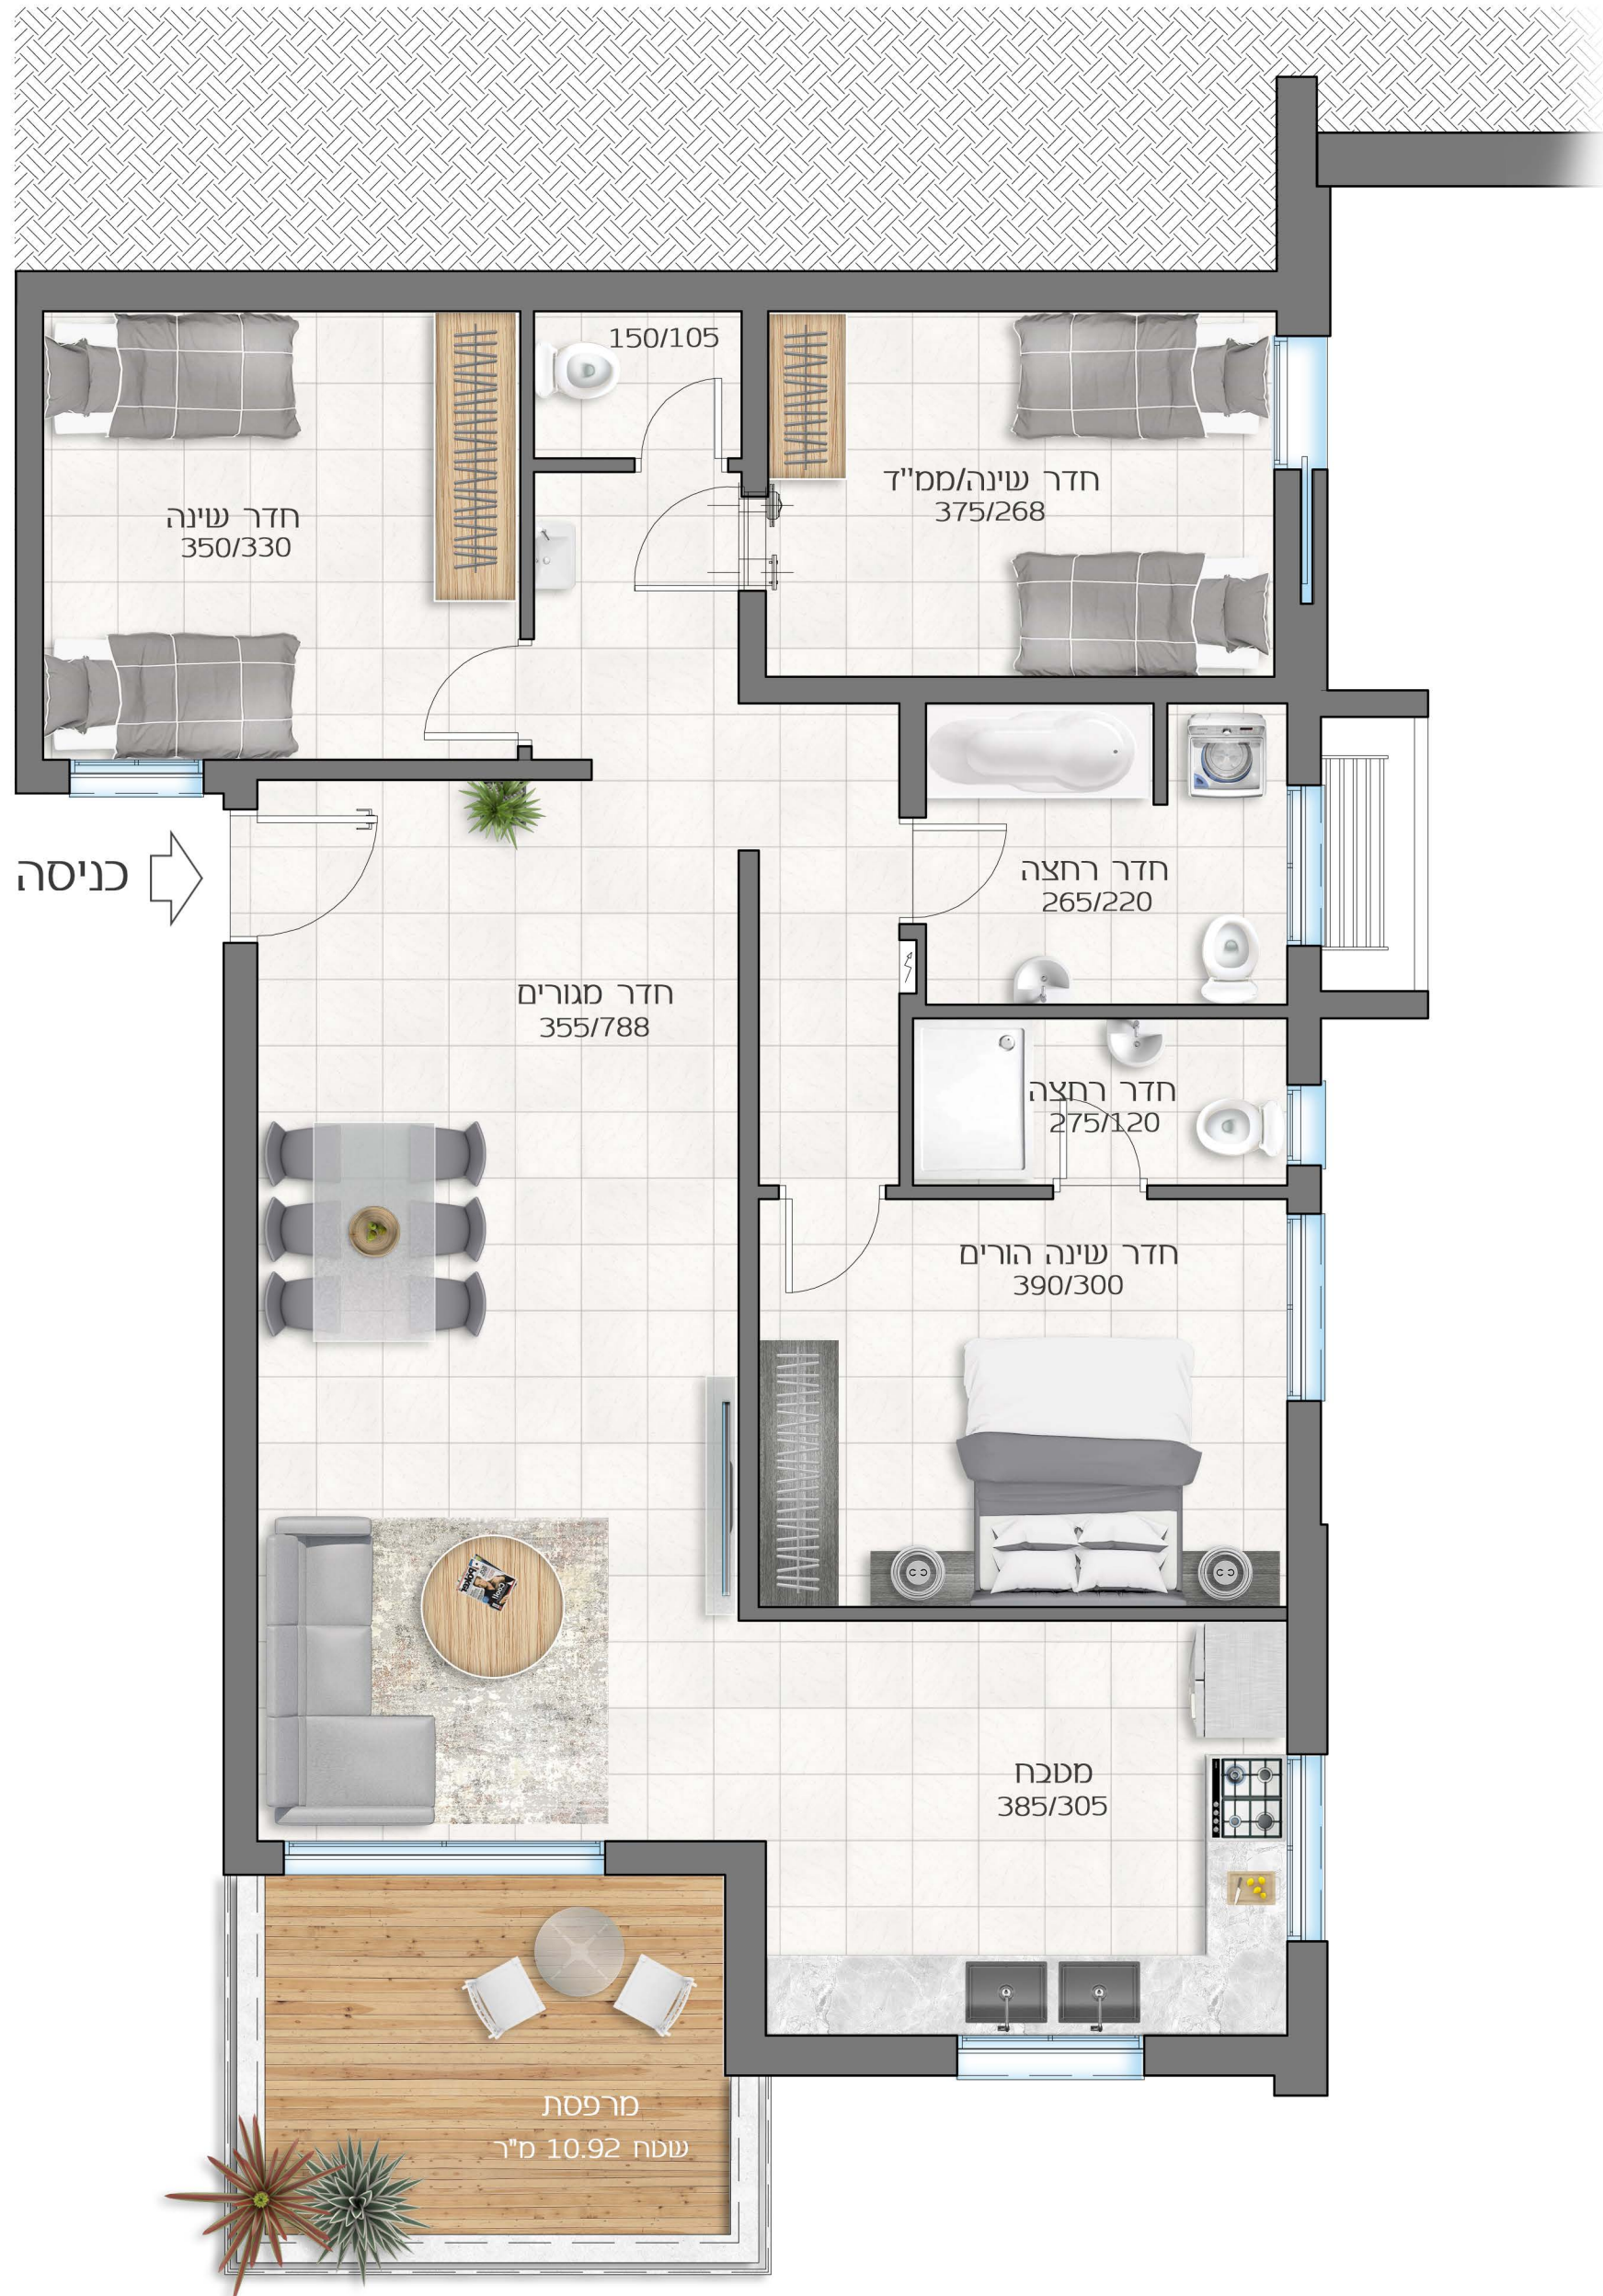 150/105
חדר שינה/ממ"ד
375/268
חדר שינה
350/330
כניסה
חדר רחצה
265/220
חדר מגורים
355/788
חדר רחצה
275/120
חדר שינה הורים
390/300
מטבח
385/305
מרפסת
שטח 10.92 מ"ר